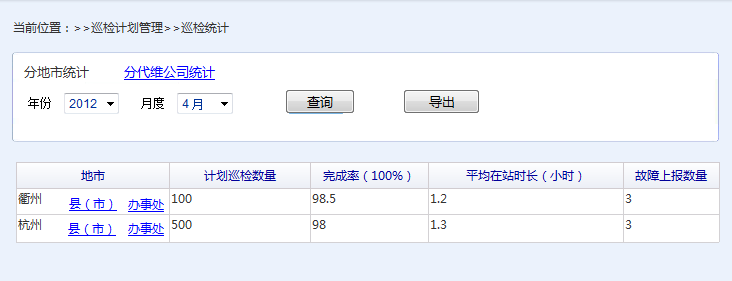 当前位置：>>巡检计划管理>>巡检统计
分地市统计 分代维公司统计
年份 2012 月度 4月 查询 导出
地市 计划巡检数量 完成率（100%） 平均在站时长（小时） 故障上报数量
衢州 县（市） 办事处 100 98.5 1.2 3
杭州 县（市） 办事处 500 98 1.3 3